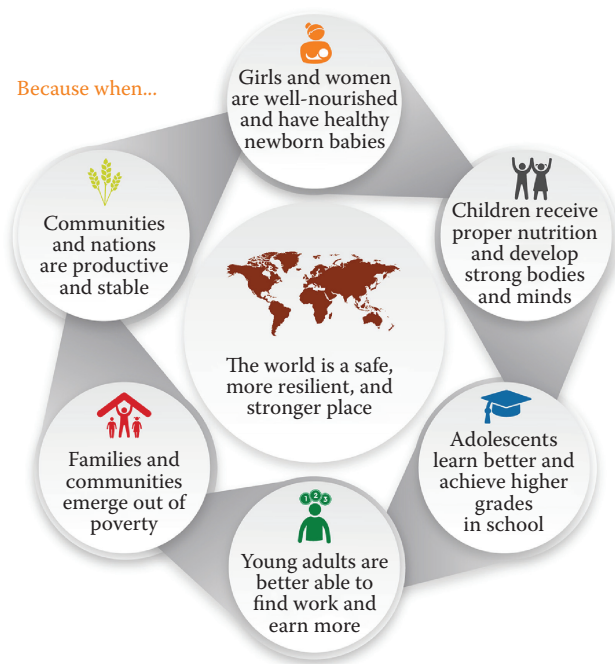 Because when...
Girls and women
are well-nourished
and have healthy
newborn babies
Children receive
proper nutrition
and develop
strong bodies
and minds
Adolescents
learn better and
achieve higher
grades
in school
1 2 3
Young adults are
better able to
find work and
earn more
Families and
communities
emerge out of
poverty
Communities
and nations
are productive
and stable
The world is a safe,
more resilient, and
stronger place